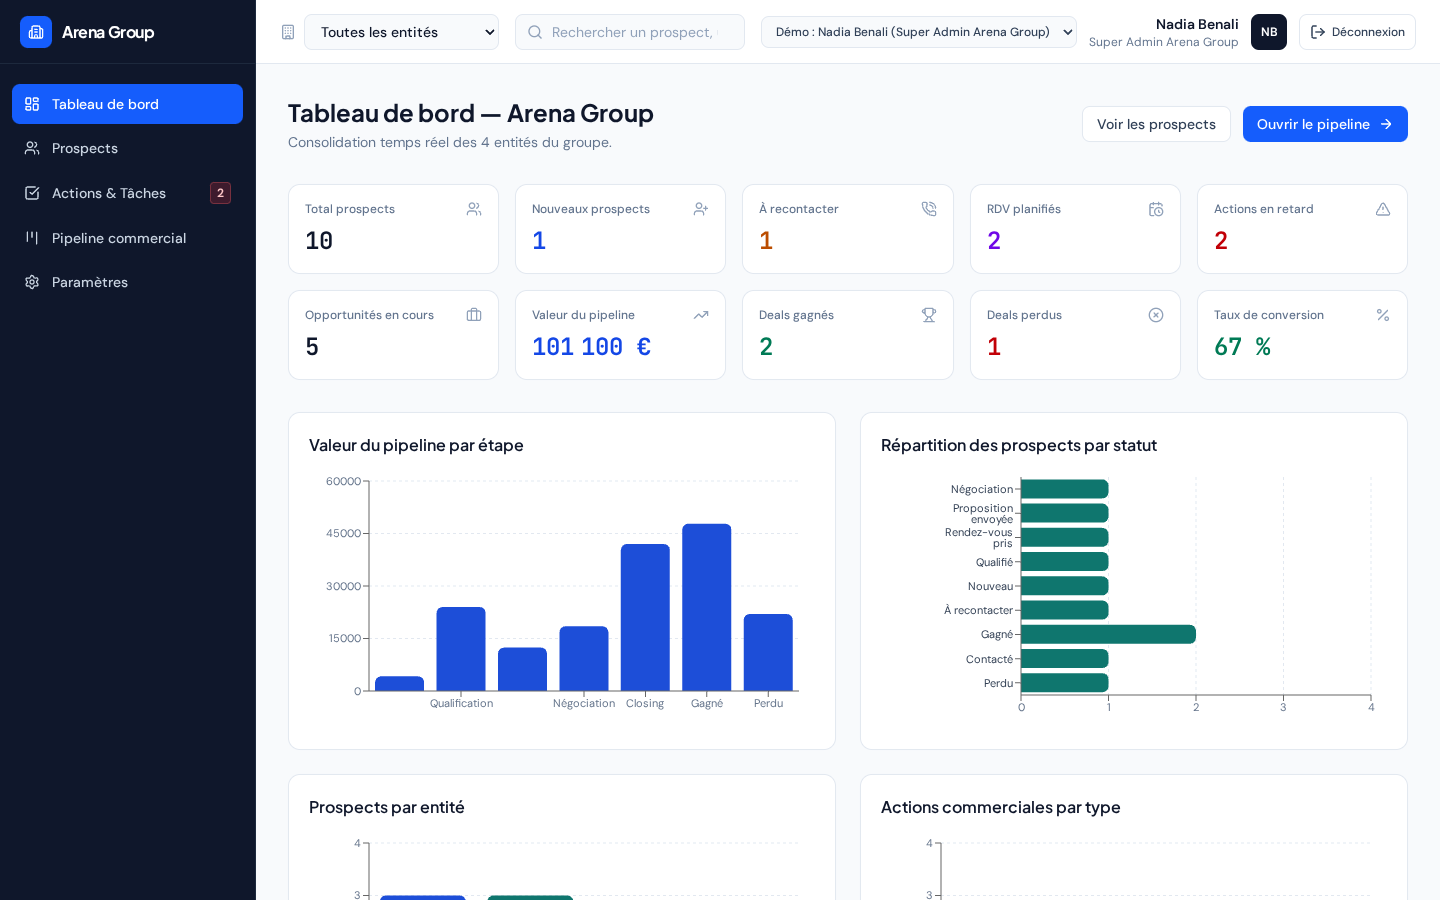 Arena Group
Toutes les entités
Rechercher un prospect,
Démo : Nadia Benali (Super Admin Arena Group)
Nadia Benali
Super Admin Arena Group
NB
Déconnexion
Tableau de bord
Prospects
Actions & Tâches
2
Pipeline commercial
Paramètres
Tableau de bord — Arena Group
Consolidation temps réel des 4 entités du groupe.
Voir les prospects
Ouvrir le pipeline
Total prospects
10
Nouveaux prospects
1
À recontacter
1
RDV planifiés
2
Actions en retard
2
Opportunités en cours
5
Valeur du pipeline
101 100 €
Deals gagnés
2
Deals perdus
1
Taux de conversion
67 %
Valeur du pipeline par étape
60000
45000
30000
15000
0
Qualification
Négociation
Closing
Gagné
Perdu
Répartition des prospects par statut
Négociation
Proposition
envoyée
Rendez-vous
pris
Qualifié
Nouveau
À recontacter
Gagné
Contacté
Perdu
0
1
2
3
4
Prospects par entité
4
3
Actions commerciales par type
4
3